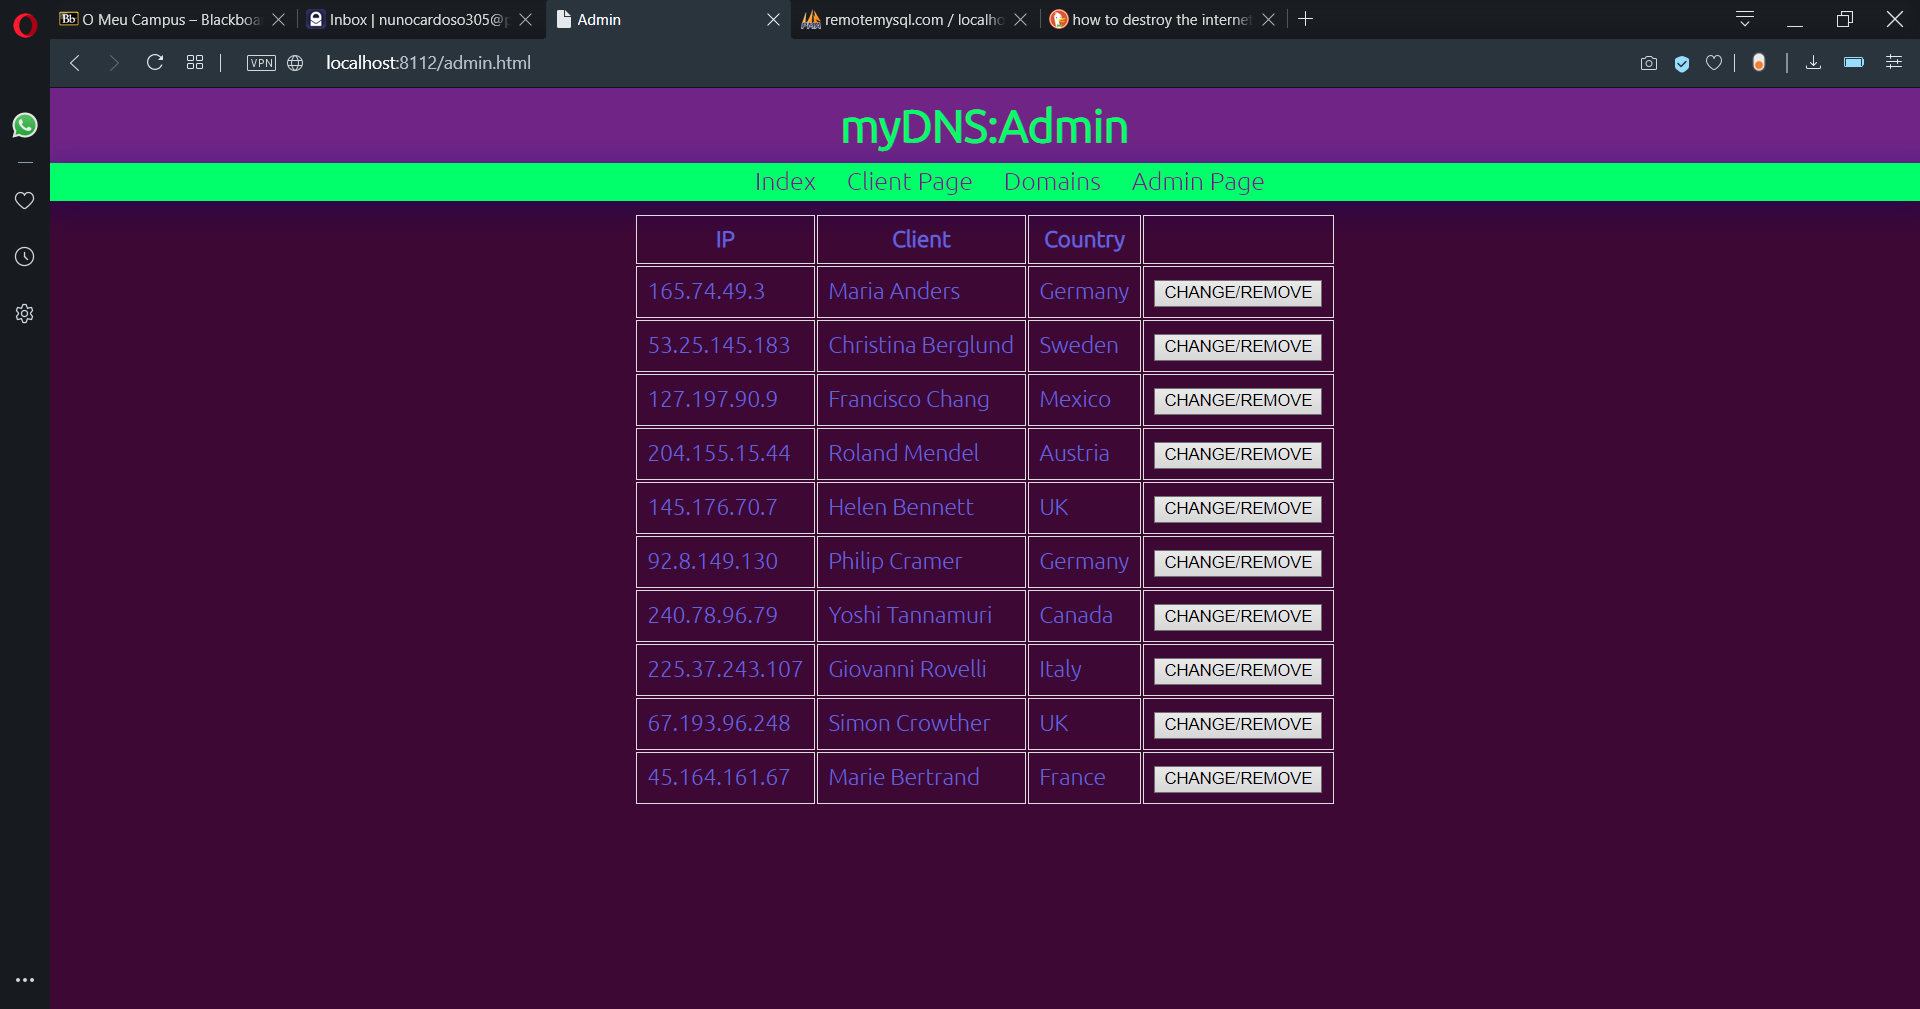 Bb O Meu Campus – Blackboa
Inbox | nunocardoso305@p
Admin
remotemysql.com / localho
how to destroy the internet
VPN
localhost:8112/admin.html
myDNS:Admin
Index Client Page Domains Admin Page
IP Client Country
165.74.49.3 Maria Anders Germany CHANGE/REMOVE
53.25.145.183 Christina Berglund Sweden CHANGE/REMOVE
127.197.90.9 Francisco Chang Mexico CHANGE/REMOVE
204.155.15.44 Roland Mendel Austria CHANGE/REMOVE
145.176.70.7 Helen Bennett UK CHANGE/REMOVE
92.8.149.130 Philip Cramer Germany CHANGE/REMOVE
240.78.96.79 Yoshi Tannamuri Canada CHANGE/REMOVE
225.37.243.107 Giovanni Rovelli Italy CHANGE/REMOVE
67.193.96.248 Simon Crowther UK CHANGE/REMOVE
45.164.161.67 Marie Bertrand France CHANGE/REMOVE